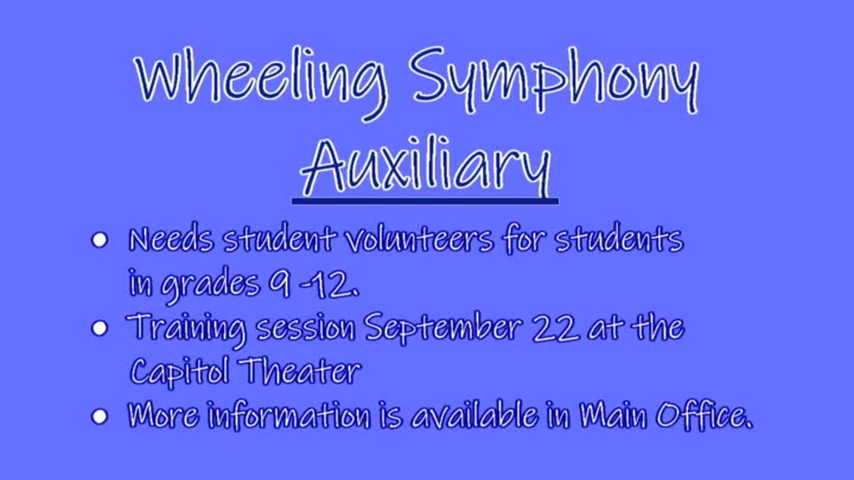 Wheeling Symphony
Auxiliary
● Needs student volunteers for students
in grades 9-12.
● Training session September 22 at the
Capitol Theater
● More information is available in Main Office.